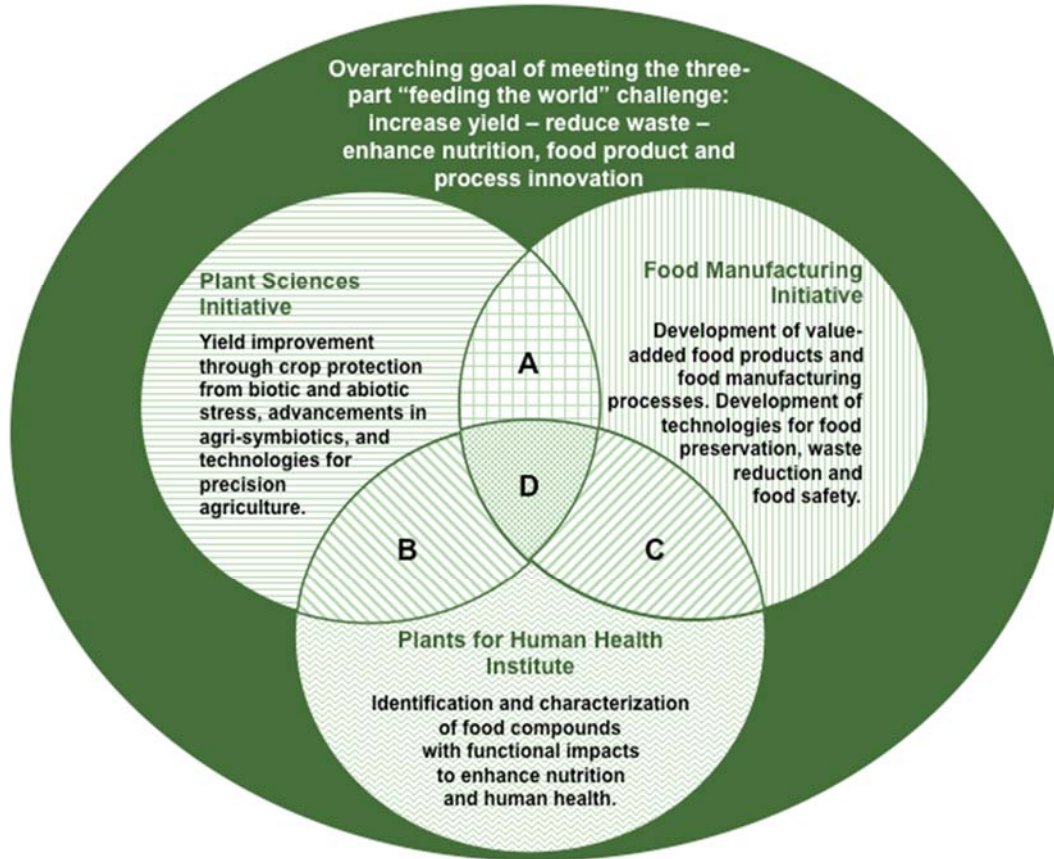 Overarching goal of meeting the three-
part “feeding the world” challenge:
increase yield – reduce waste –
enhance nutrition, food product and
process innovation
Plant Sciences
Initiative
Yield improvement
through crop protection
from biotic and abiotic
stress, advancements in
agri-symbiotics, and
technologies for
precision
agriculture.
Food Manufacturing
Initiative
Development of value-
added food products and
food manufacturing
processes. Development of
technologies for food
preservation, waste
reduction and
food safety.
A
D
B
C
Plants for Human Health
Institute
Identification and characterization
of food compounds
with functional impacts
to enhance nutrition
and human health.